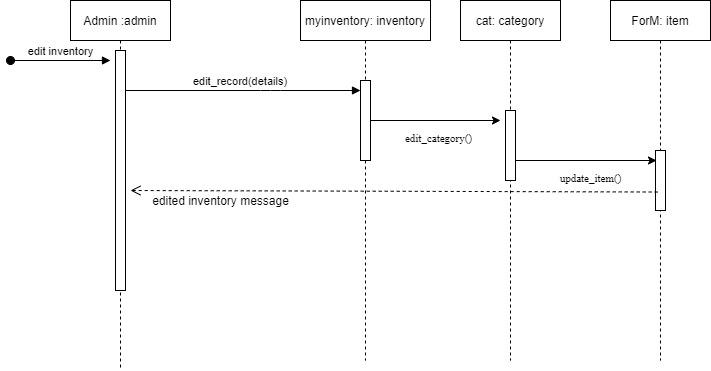 Admin :admin
myinventory: inventory
cat: category
ForM: item
edit inventory
edit_record(details)
edit_category()
update_item()
edited inventory message